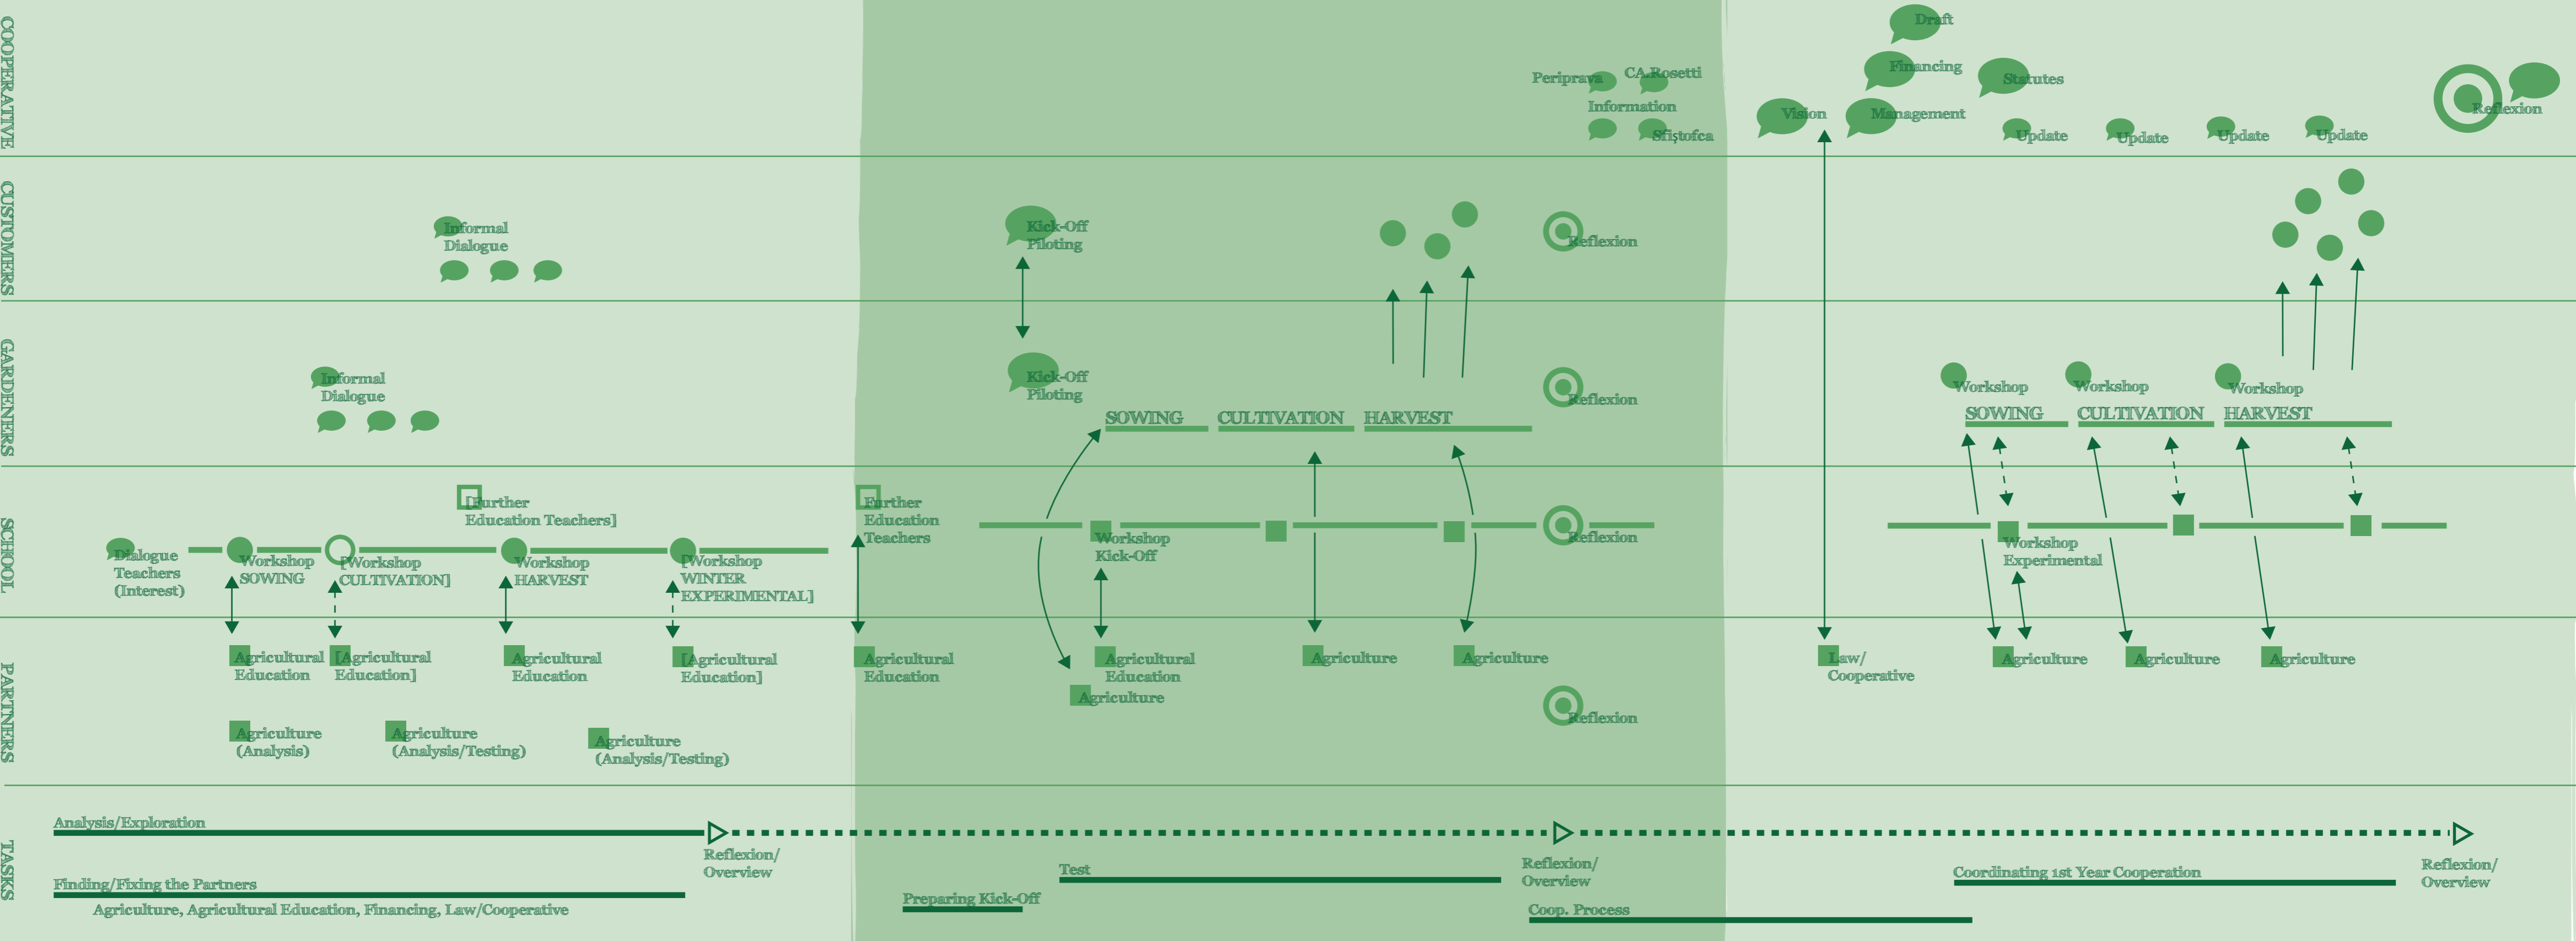 COOPERATIVE
Draft
Financing
Statutes
Periprava
CA.Rosetti
Information
Sfiștofca
Vision
Management
Update
Update
Update
Update
Reflexion
CUSTOMERS
Informal
Dialogue
Kick-Off
Piloting
Reflexion
GARDENERS
Informal
Dialogue
Kick-Off
Piloting
SOWING
CULTIVATION
HARVEST
Reflexion
Workshop
SOWING
Workshop
CULTIVATION
Workshop
HARVEST
SCHOOL
Dialogue
Teachers
(Interest)
Workshop
SOWING
[Workshop
CULTIVATION]
[Further
Education Teachers]
Workshop
HARVEST
[Workshop
WINTER
EXPERIMENTAL]
Further
Education
Teachers
Workshop
Kick-Off
Reflexion
Workshop
Experimental
PARTNERS
Agricultural
Education
[Agricultural
Education]
Agricultural
Education
[Agricultural
Education]
Agricultural
Education
Agricultural
Education
Agriculture
Agriculture
Agriculture
Reflexion
Law/
Cooperative
Agriculture
Agriculture
Agriculture
Agriculture
(Analysis)
Agriculture
(Analysis/Testing)
Agriculture
(Analysis/Testing)
TASKS
Analysis/Exploration
Reflexion/
Overview
Finding/Fixing the Partners
Agriculture, Agricultural Education, Financing, Law/Cooperative
Preparing Kick-Off
Test
Reflexion/
Overview
Coop. Process
Coordinating 1st Year Cooperation
Reflexion/
Overview